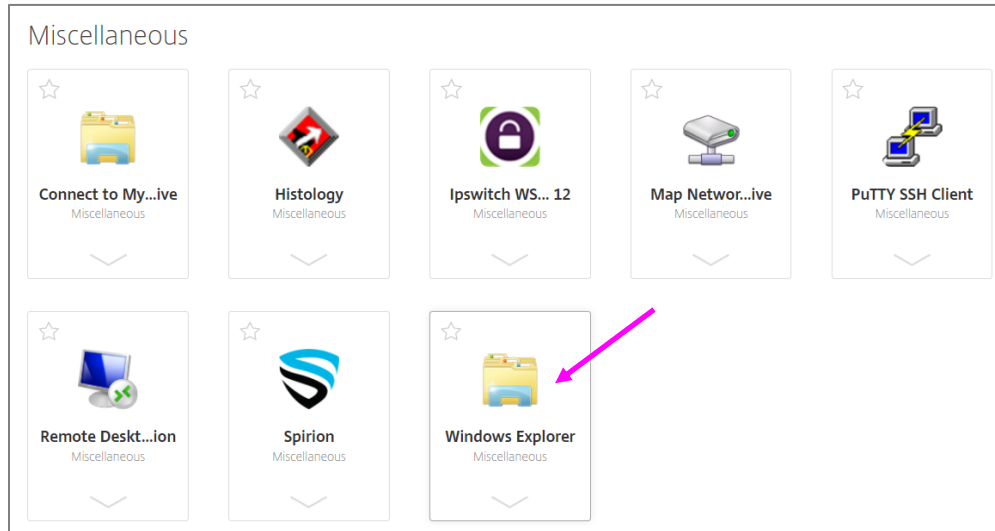 Miscellaneous
Connect to My...ive
Miscellaneous
Histology
Miscellaneous
Ipswitch WS... 12
Miscellaneous
Map Networ...ive
Miscellaneous
PuTTY SSH Client
Miscellaneous
Remote Deskt...ion
Miscellaneous
Spirion
Miscellaneous
Windows Explorer
Miscellaneous